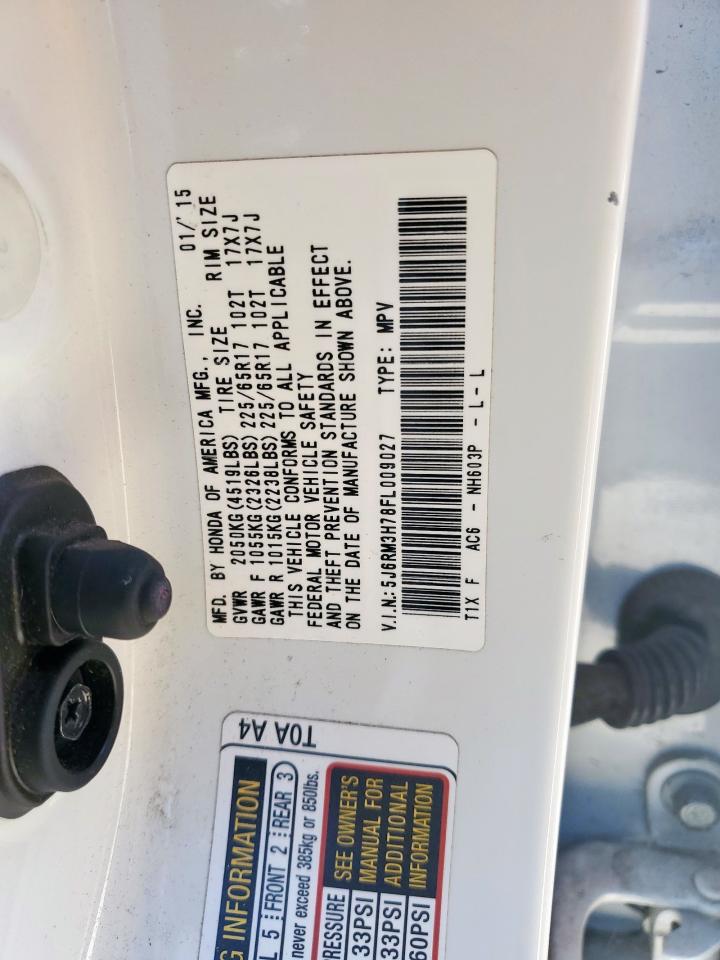 MFD. BY HONDA OF AMERICA MFG., INC. 01/'15
GVWR 2050KG(4519LBS) TIRE SIZE RIM SIZE
GAWR F 1055KG(2326LBS) 225/65R17 102T 17X7J
GAWR R 1015KG(2238LBS) 225/65R17 102T 17X7J
THIS VEHICLE CONFORMS TO ALL APPLICABLE
FEDERAL MOTOR VEHICLE SAFETY
AND THEFT PREVENTION STANDARDS IN EFFECT
ON THE DATE OF MANUFACTURE SHOWN ABOVE.
V.I.N:5J6RM3H78FL009027 TYPE: MPV
T1X F AC6 - NH603P - L - L
T0A A4
INFORMATION
5 FRONT 2 REAR 3
never exceed 385kg or 850lbs.
PRESSURE SEE OWNER'S
33PSI MANUAL FOR
33PSI ADDITIONAL
60PSI INFORMATION